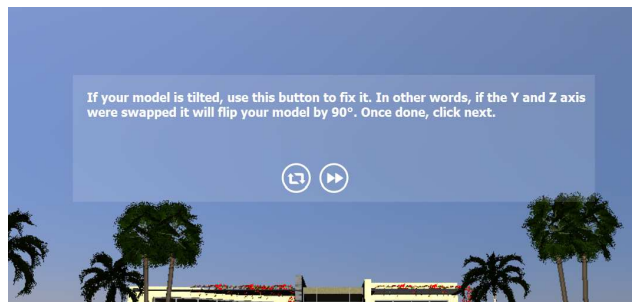 If your model is tilted, use this button to fix it. In other words, if the Y and Z axis
were swapped it will flip your model by 90°. Once done, click next.